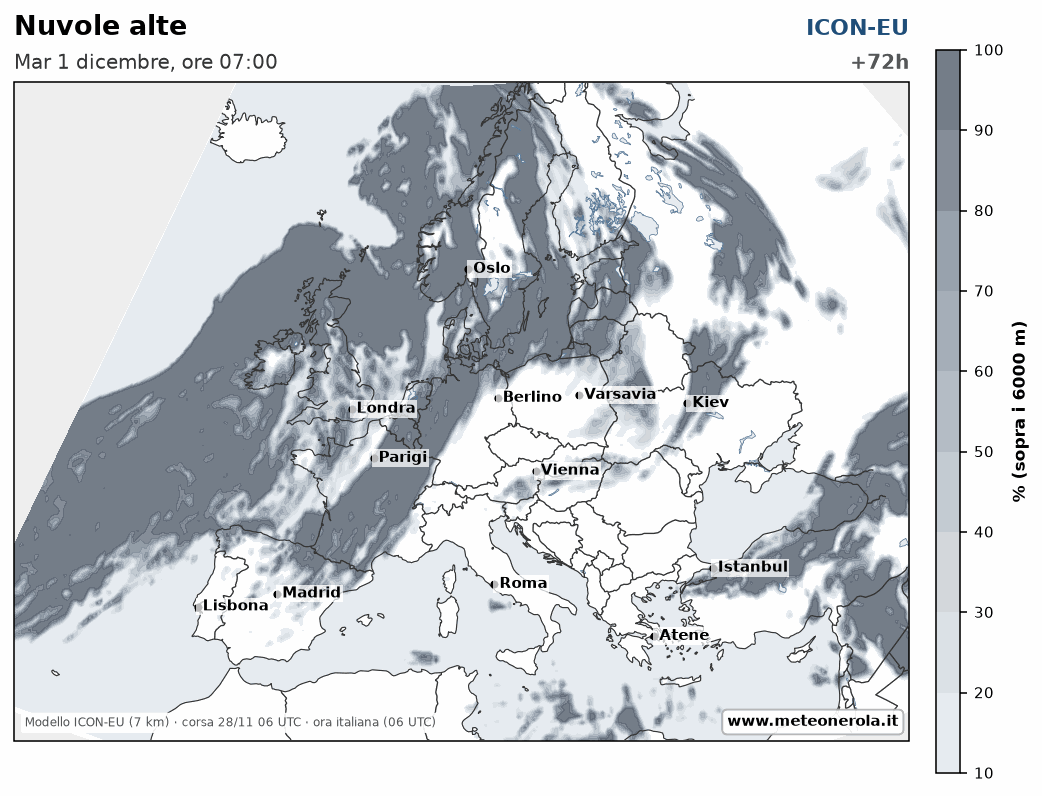 Nuvole alte
ICON-EU
Mar 1 dicembre, ore 07:00
+72h
100
90
80
70
60
50
40
30
20
10
% (sopra i 6000 m)
Oslo
Berlino
Varsavia
Kiev
Londra
Parigi
Vienna
Istanbul
Roma
Madrid
Lisbona
Atene
Modello ICON-EU (7 km) · corsa 28/11 06 UTC · ora italiana (06 UTC)
www.meteonerola.it